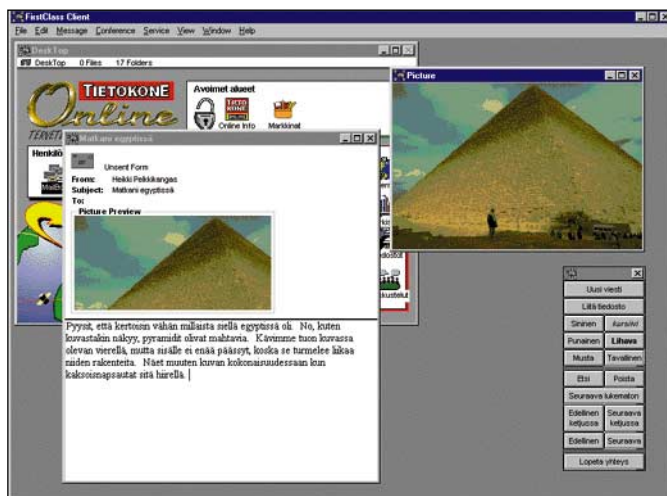 FirstClass Client
File Edit Message Conference Service View Window Help
DeskTop
DeskTop 0 Files 17 Folders
TIETOKONE
Online
Avoimet alueet
Online Info Markkinat
Picture
Matkani egyptissä
Unsent Form
From: Heikki Pelkkikangas
Subject: Matkani egyptissä
To:
Picture Preview
Pyysit, että kertoisin vähän millaista siellä egyptissä oli. No, kuten
kuvastakin näkyy, pyramidit olivat mahtavia. Kävimme tuon kuvassa
olevan vierellä, mutta sisälle ei enää päässyt, koska se turmelee liikaa
niiden rakenteita. Näet muuten kuvan kokonaisuudessaan kun
kaksoisnapsautat sitä hiirellä.
Uusi viesti
Liitä tiedosto
Sininen Kursiivi
Punainen Lihava
Musta Tavallinen
Etsi Poista
Seuraava lukematon
Edellinen ketjussa Seuraava ketjussa
Edellinen Seuraava
Lopeta yhteys